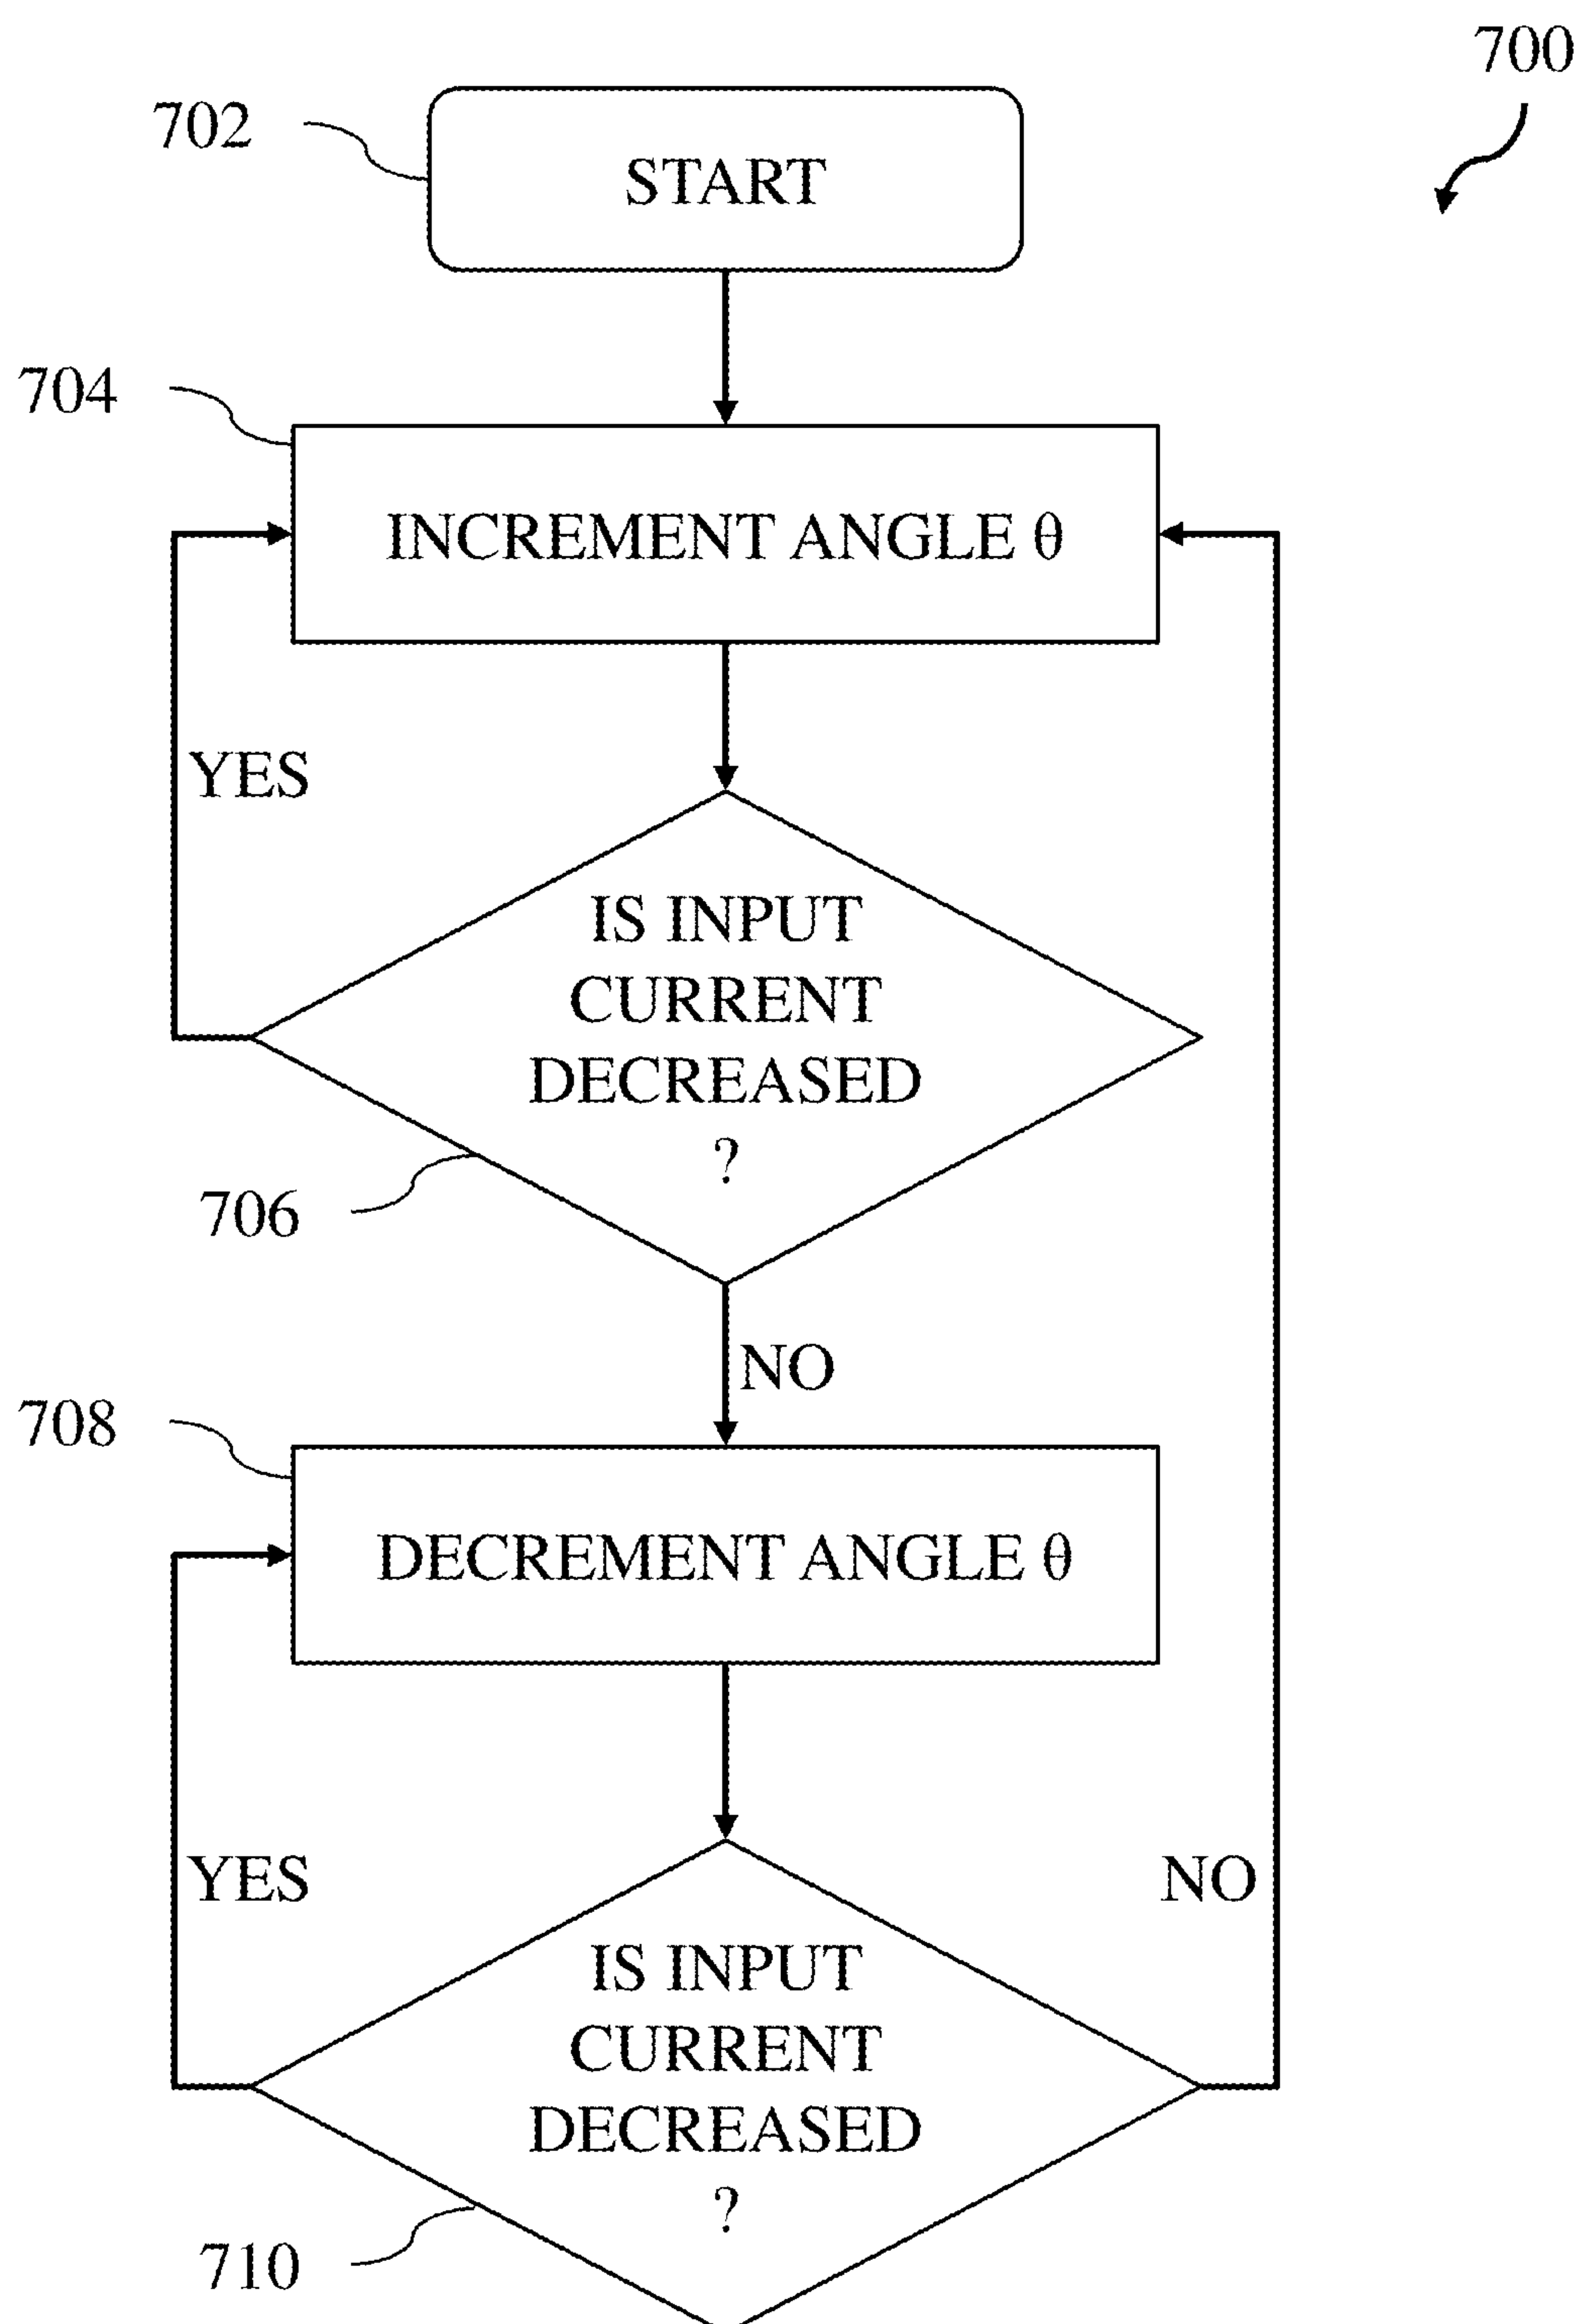 700
702
START
704
INCREMENT ANGLE θ
YES
IS INPUT
CURRENT
DECREASED
?
706
NO
708
DECREMENT ANGLE θ
YES
NO
IS INPUT
CURRENT
DECREASED
?
710